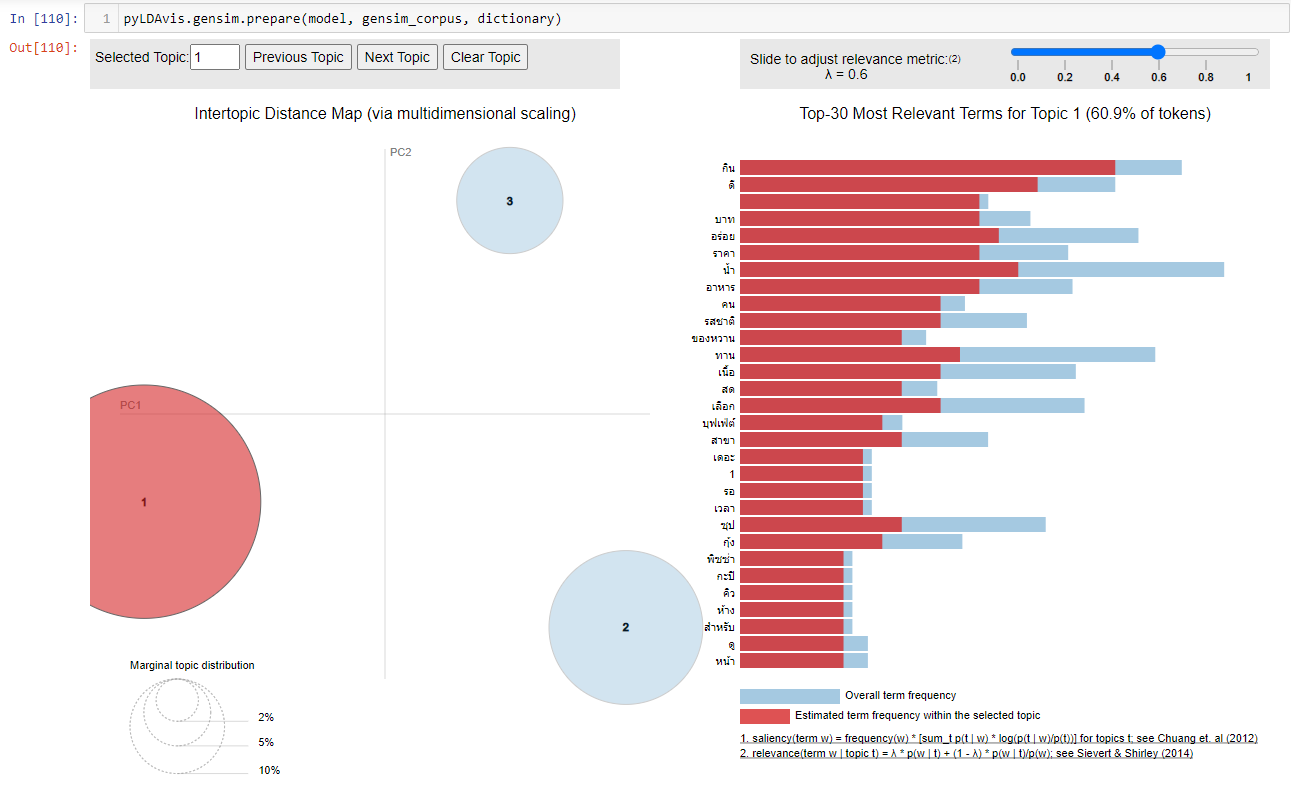 In [110]: 1 pyLDAvis.gensim.prepare(model, gensim_corpus, dictionary)
Out[110]:
Selected Topic: 1 Previous Topic Next Topic Clear Topic
Slide to adjust relevance metric:(2)
λ = 0.6
0.0 0.2 0.4 0.6 0.8 1
Intertopic Distance Map (via multidimensional scaling)
PC2
3
PC1
1
2
Marginal topic distribution
2%
5%
10%
Top-30 Most Relevant Terms for Topic 1 (60.9% of tokens)
กิน
ดี
บาท
อร่อย
ราคา
น้ำ
อาหาร
คน
รสชาติ
ของหวาน
ทาน
เนื้อ
สด
เลือก
บุฟเฟ่ต์
สาขา
เดอะ
1
รอ
เวลา
ซุป
กุ้ง
พิซซ่า
กะปิ
คิว
ห้าง
สำหรับ
ดู
หน้า
Overall term frequency
Estimated term frequency within the selected topic
1. saliency(term w) = frequency(w) * [sum_t p(t | w) * log(p(t | w)/p(t))] for topics t; see Chuang et. al (2012)
2. relevance(term w | topic t) = λ * p(w | t) + (1 - λ) * p(w | t)/p(w); see Sievert & Shirley (2014)